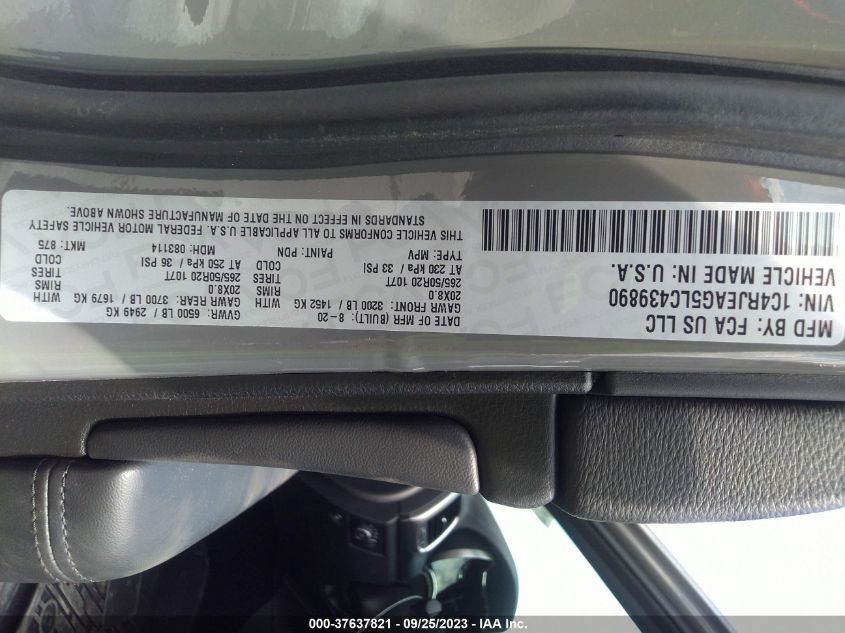 MFD BY: FCA US LLC
VIN: 1C4RJEAG5LC439890
VEHICLE MADE IN: U.S.A.
DATE OF MFR (BUILT): 8-20
GVWR: 6500 LB / 2949 KG
GAWR FRONT: 3200 LB / 1452 KG
GAWR REAR: 3700 LB / 1679 KG WITH
20X8.0
20X8.0 RIMS
265/50R20 107T TIRES
265/50R20 107T TIRES
AT 230 kPa / 33 PSI COLD
AT 250 kPa / 36 PSI COLD
TYPE: MPV
PAINT: PDN
MDH: 083114
MKT: 875
THIS VEHICLE CONFORMS TO ALL APPLICABLE FEDERAL MOTOR VEHICLE SAFETY
STANDARDS IN EFFECT ON THE DATE OF MANUFACTURE SHOWN ABOVE.
000-37637821 - 09/25/2023 - IAA Inc.